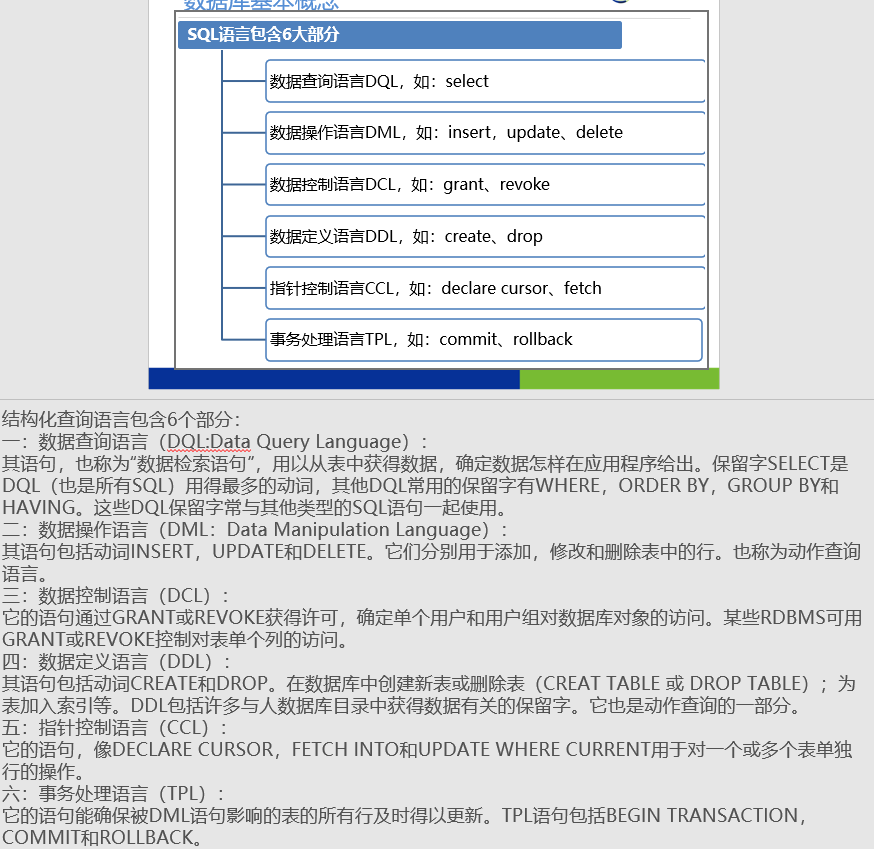 数据库基本概念
SQL语言包含6大部分
数据查询语言DQL，如：select
数据操作语言DML，如：insert，update、delete
数据控制语言DCL，如：grant、revoke
数据定义语言DDL，如：create、drop
指针控制语言CCL，如：declare cursor、fetch
事务处理语言TPL，如：commit、rollback
结构化查询语言包含6个部分：
一：数据查询语言（DQL:Data Query Language）：
其语句，也称为“数据检索语句”，用以从表中获得数据，确定数据怎样在应用程序给出。保留字SELECT是
DQL（也是所有SQL）用得最多的动词，其他DQL常用的保留字有WHERE，ORDER BY，GROUP BY和
HAVING。这些DQL保留字常与其他类型的SQL语句一起使用。
二：数据操作语言（DML：Data Manipulation Language）：
其语句包括动词INSERT，UPDATE和DELETE。它们分别用于添加，修改和删除表中的行。也称为动作查询
语言。
三：数据控制语言（DCL）：
它的语句通过GRANT或REVOKE获得许可，确定单个用户和用户组对数据库对象的访问。某些RDBMS可用
GRANT或REVOKE控制对表单个列的访问。
四：数据定义语言（DDL）：
其语句包括动词CREATE和DROP。在数据库中创建新表或删除表（CREAT TABLE 或 DROP TABLE）；为
表加入索引等。DDL包括许多与人数据库目录中获得数据有关的保留字。它也是动作查询的一部分。
五：指针控制语言（CCL）：
它的语句，像DECLARE CURSOR，FETCH INTO和UPDATE WHERE CURRENT用于对一个或多个表单独
行的操作。
六：事务处理语言（TPL）：
它的语句能确保被DML语句影响的表的所有行及时得以更新。TPL语句包括BEGIN TRANSACTION，
COMMIT和ROLLBACK。